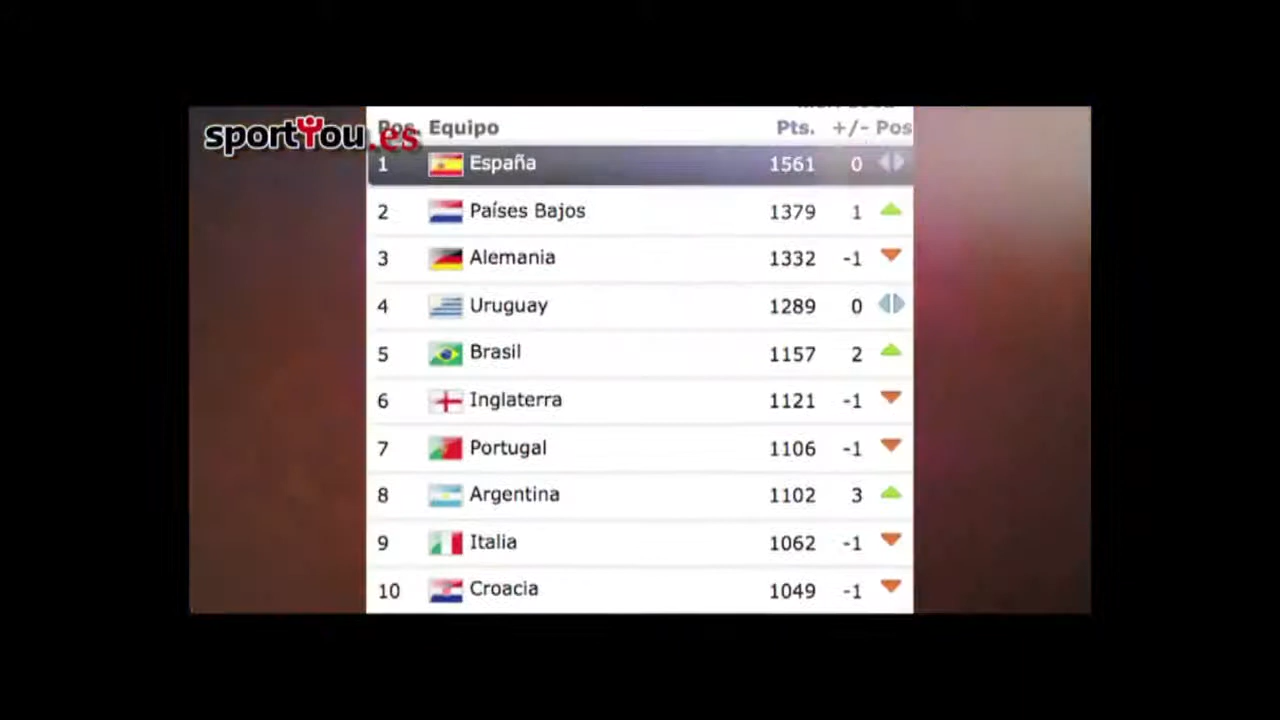 sportYou.es
Pos. Equipo Pts. +/- Pos
1 España 1561 0
2 Países Bajos 1379 1
3 Alemania 1332 -1
4 Uruguay 1289 0
5 Brasil 1157 2
6 Inglaterra 1121 -1
7 Portugal 1106 -1
8 Argentina 1102 3
9 Italia 1062 -1
10 Croacia 1049 -1